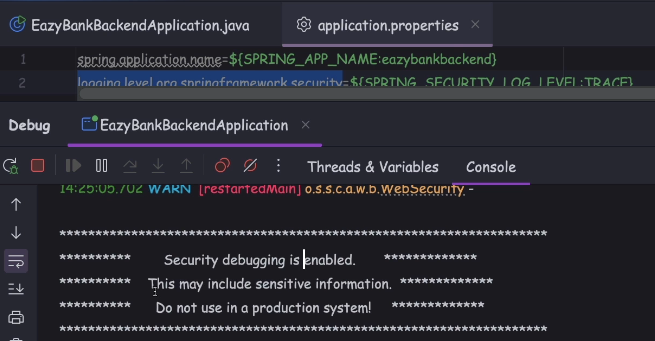 EazyBankBackendApplication.java
application.properties
1 spring.application.name=${SPRING_APP_NAME:eazybankbackend}
2 logging.level.org.springframework.security=${SPRING_SECURITY_LOG_LEVEL:TRACE}
Debug EazyBankBackendApplication
Threads & Variables Console
14:25:05.702 WARN [restartedMain] o.s.s.c.a.w.b.WebSecurity -
********************************************************************
********** Security debugging is enabled. *************
********** This may include sensitive information. *************
********** Do not use in a production system! *************
********************************************************************